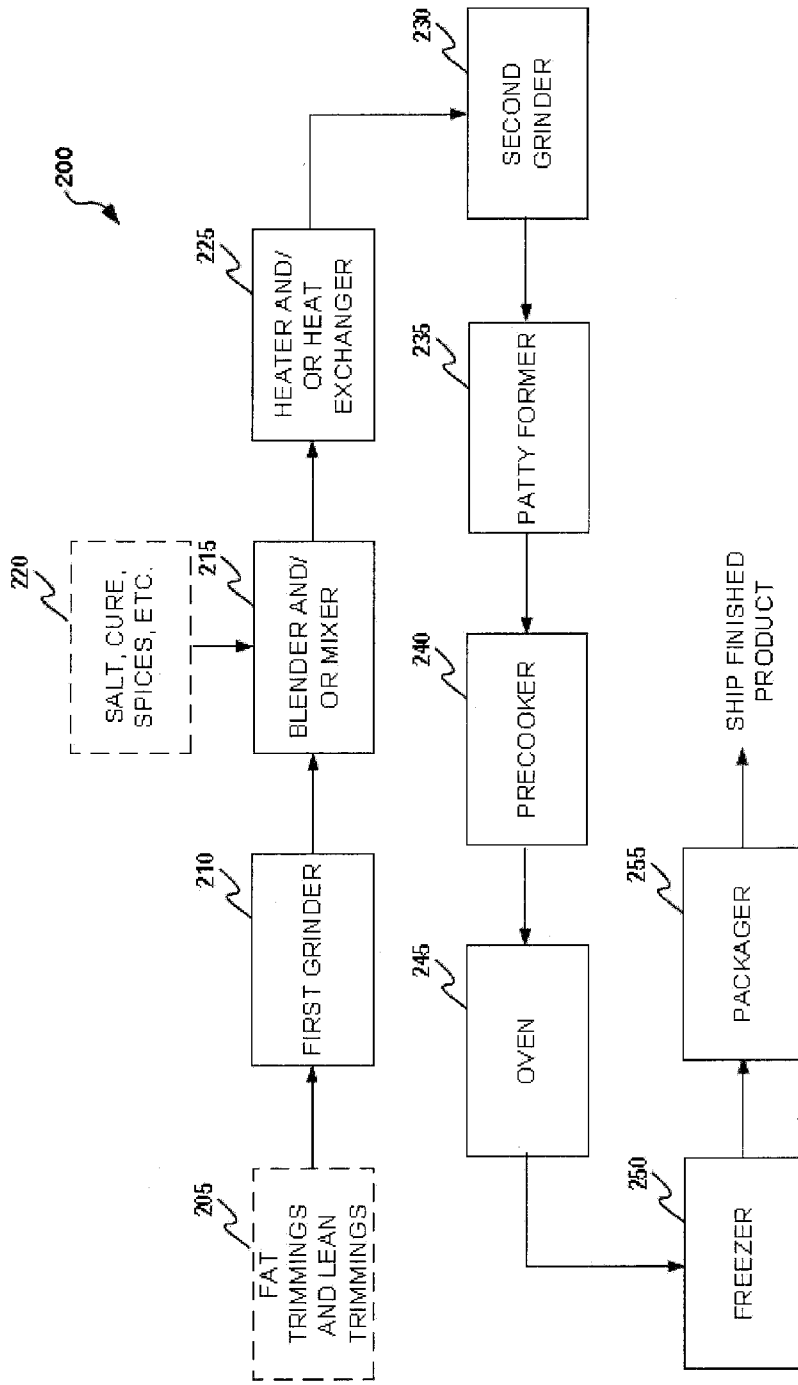 200
205
FAT
TRIMMINGS
AND LEAN
TRIMMINGS
210
FIRST GRINDER
220
SALT, CURE,
SPICES, ETC.
215
BLENDER AND/
OR MIXER
225
HEATER AND/
OR HEAT
EXCHANGER
230
SECOND
GRINDER
235
PATTY FORMER
240
PRECOOKER
245
OVEN
250
FREEZER
255
PACKAGER
SHIP FINISHED
PRODUCT